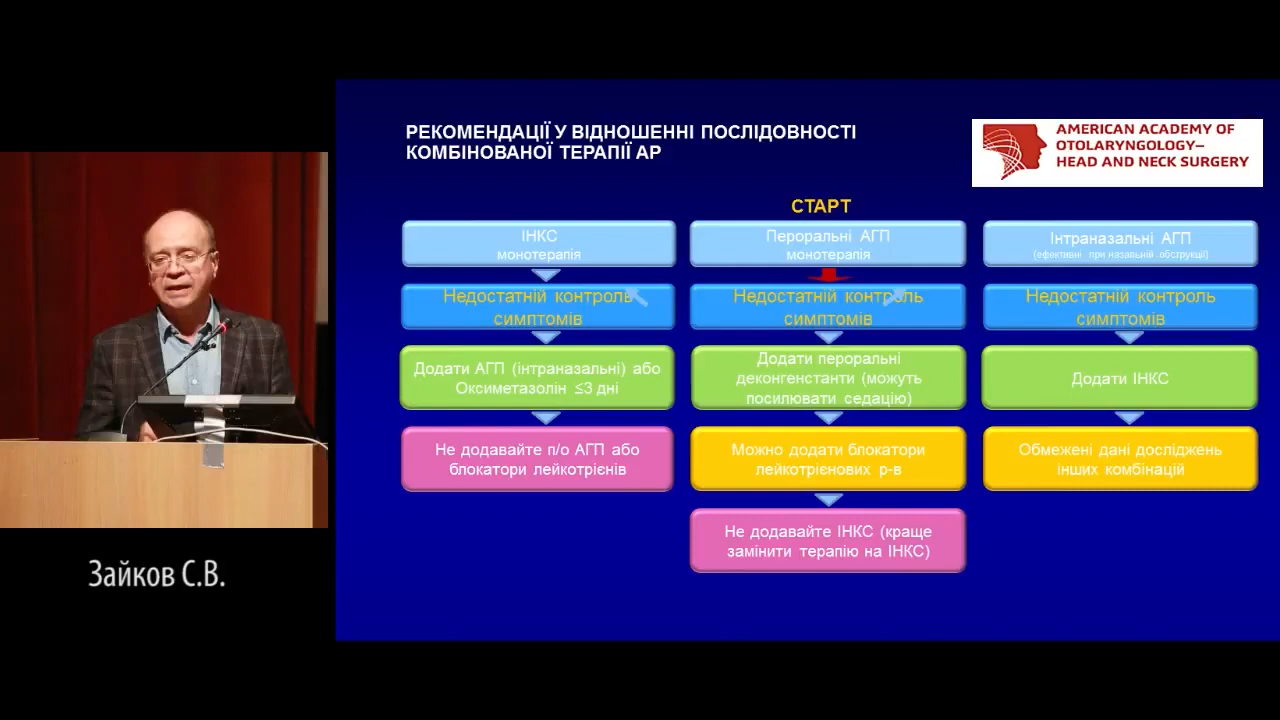 РЕКОМЕНДАЦІЇ У ВІДНОШЕННІ ПОСЛІДОВНОСТІ
КОМБІНОВАНОЇ ТЕРАПІЇ АР
AMERICAN ACADEMY OF
OTOLARYNGOLOGY–
HEAD AND NECK SURGERY
СТАРТ
ІНКС
монотерапія
Недостатній контроль
симптомів
Додати АГП (інтраназальні) або
Оксиметазолін ≤3 дні
Не додавайте п/о АГП або
блокатори лейкотрієнів
Пероральні АГП
монотерапія
Недостатній контроль
симптомів
Додати пероральні
деконгенстанти (можуть
посилювати седацію)
Можно додати блокатори
лейкотрієнових р-в
Не додавайте ІНКС (краще
замінити терапію на ІНКС)
Інтраназальні АГП
(ефективні при назальній обструкції)
Недостатній контроль
симптомів
Додати ІНКС
Обмежені дані досліджень
інших комбінацій
Зайков С.В.